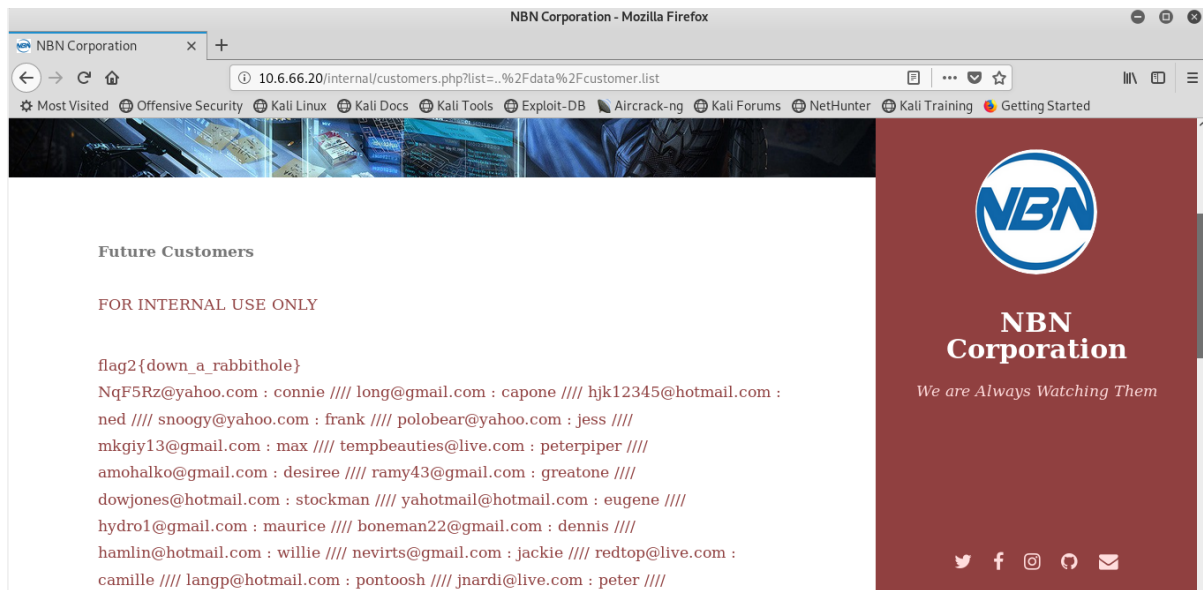 NBN Corporation - Mozilla Firefox
NBN Corporation
10.6.66.20/internal/customers.php?list=..%2Fdata%2Fcustomer.list
Most Visited Offensive Security Kali Linux Kali Docs Kali Tools Exploit-DB Aircrack-ng Kali Forums NetHunter Kali Training Getting Started
Future Customers
FOR INTERNAL USE ONLY
flag2{down_a_rabbithole}
NqF5Rz@yahoo.com : connie //// long@gmail.com : capone //// hjk12345@hotmail.com :
ned //// snoogy@yahoo.com : frank //// polobear@yahoo.com : jess ////
mkgiy13@gmail.com : max //// tempbeauties@live.com : peterpiper ////
amohalko@gmail.com : desiree //// ramy43@gmail.com : greatone ////
dowjones@hotmail.com : stockman //// yahotmail@hotmail.com : eugene ////
hydro1@gmail.com : maurice //// boneman22@gmail.com : dennis ////
hamlin@hotmail.com : willie //// nevirts@gmail.com : jackie //// redtop@live.com :
camille //// langp@hotmail.com : pontoosh //// jnardi@live.com : peter ////
NBN
NBN
Corporation
We are Always Watching Them